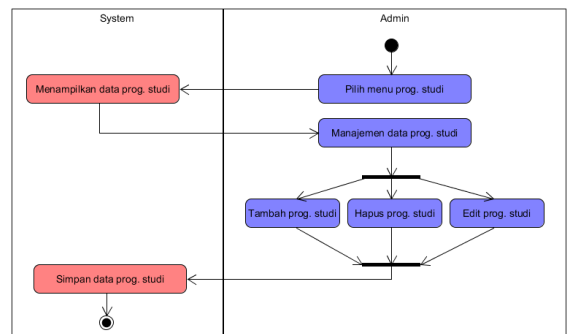 System
Admin
Pilih menu prog. studi
Menampilkan data prog. studi
Manajemen data prog. studi
Tambah prog. studi
Hapus prog. studi
Edit prog. studi
Simpan data prog. studi